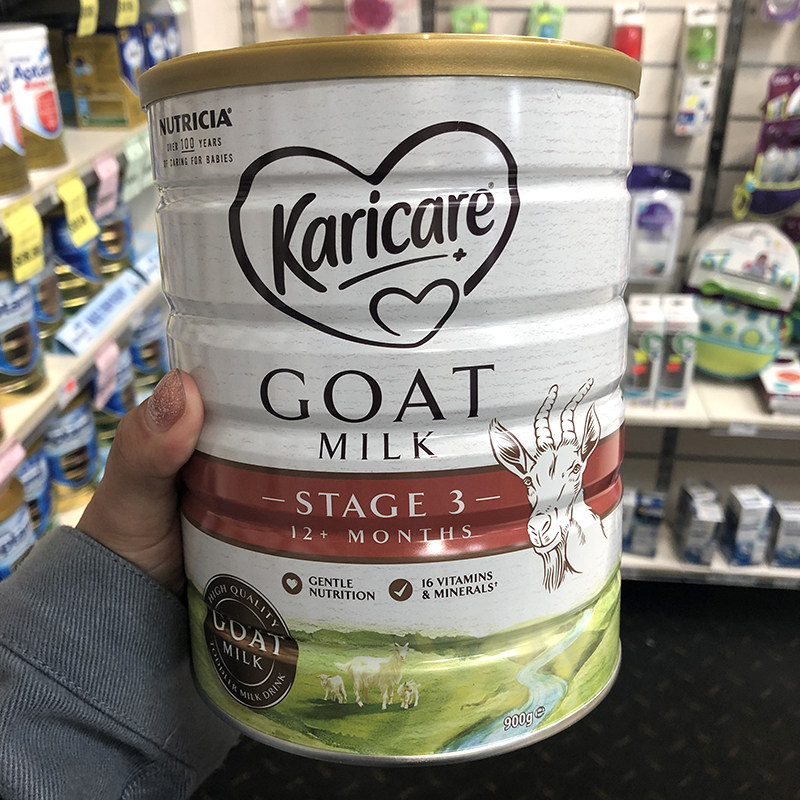 NUTRICIA
OVER 100 YEARS
OF CARING FOR BABIES
Karicare®
+
GOAT
MILK
– STAGE 3 –
12+ MONTHS
GENTLE
NUTRITION
16 VITAMINS
& MINERALS†
HIGH QUALITY
GOAT
MILK
TODDLER MILK DRINK
900g